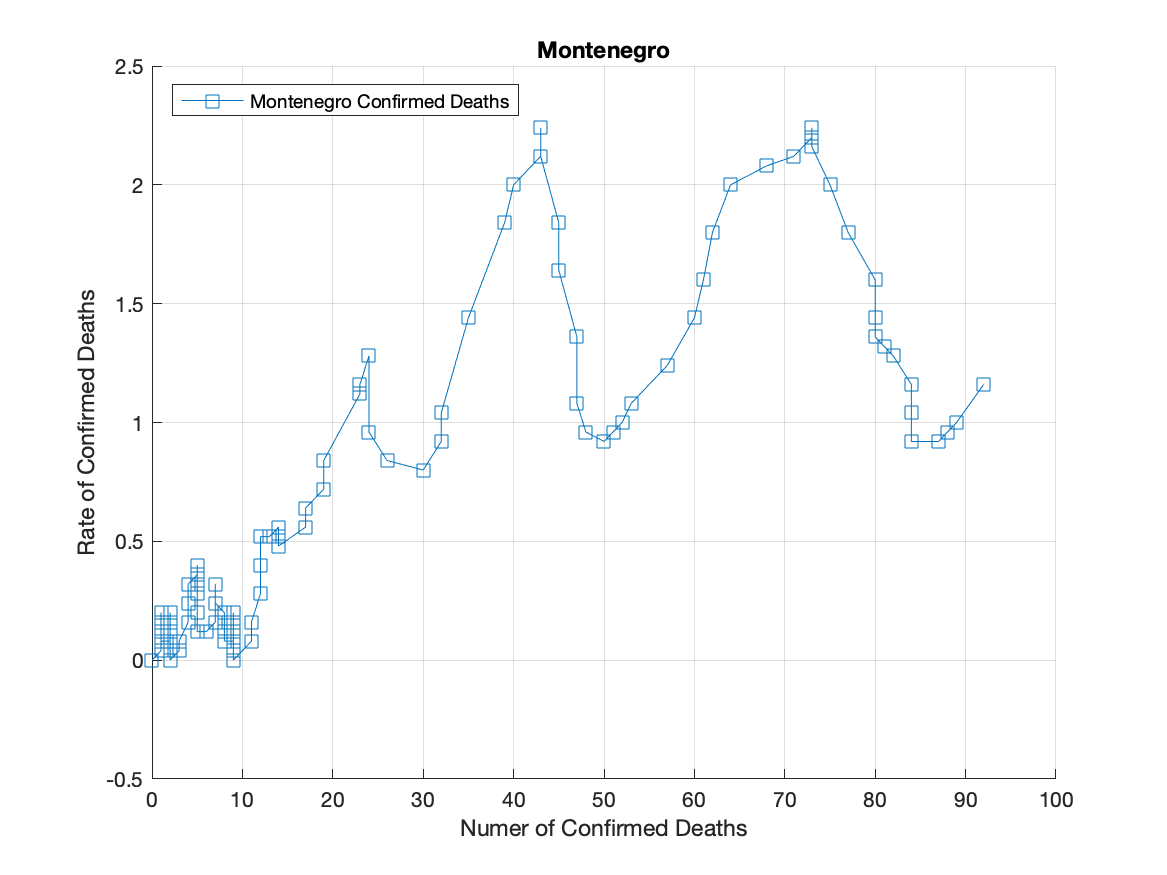 Montenegro
Montenegro Confirmed Deaths
2.5
2
1.5
1
0.5
0
-0.5
Rate of Confirmed Deaths
0 10 20 30 40 50 60 70 80 90 100
Numer of Confirmed Deaths